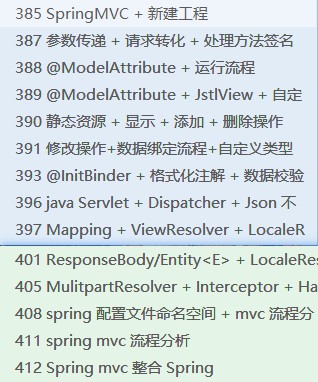 385 SpringMVC + 新建工程
387 参数传递 + 请求转化 + 处理方法签名
388 @ModelAttribute + 运行流程
389 @ModelAttribute + JstlView + 自定
390 静态资源 + 显示 + 添加 + 删除操作
391 修改操作+数据绑定流程+自定义类型
393 @InitBinder + 格式化注解 + 数据校验
396 java Servlet + Dispatcher + Json 不
397 Mapping + ViewResolver + LocaleR
401 ResponseBody/Entity<E> + LocaleRes
405 MulitpartResolver + Interceptor + Ha
408 spring 配置文件命名空间 + mvc 流程分
411 spring mvc 流程分析
412 Spring mvc 整合 Spring